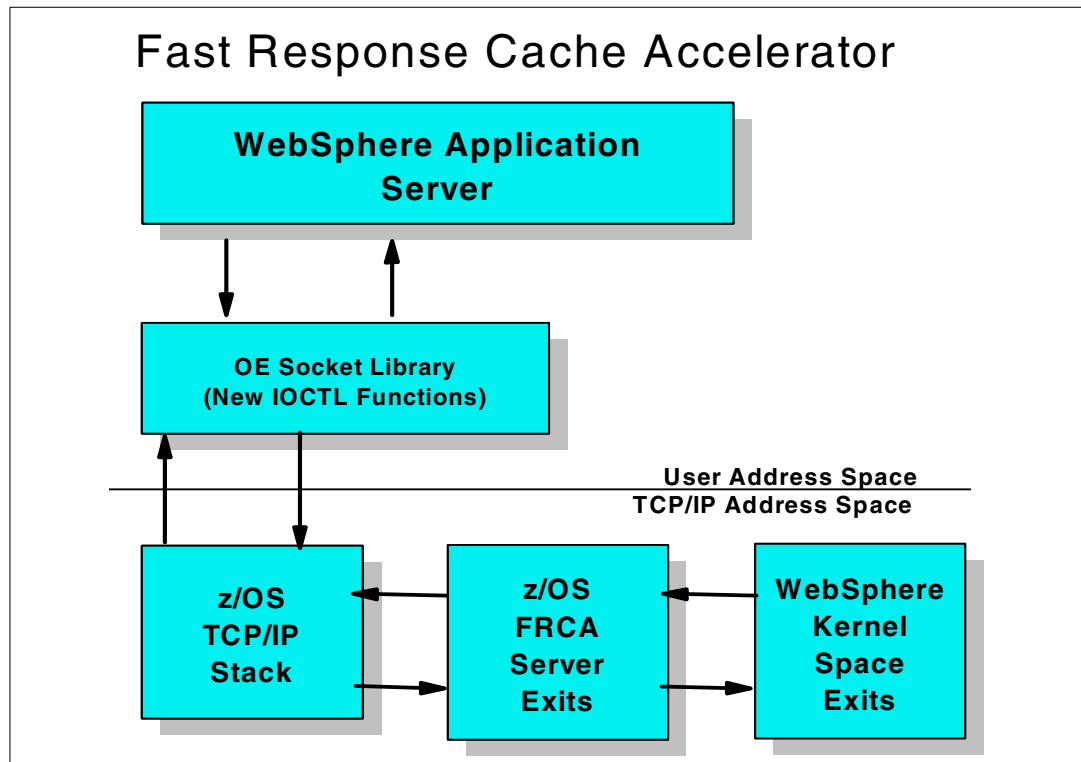 Fast Response Cache Accelerator
WebSphere Application
Server
OE Socket Library
(New IOCTL Functions)
User Address Space
TCP/IP Address Space
z/OS
TCP/IP
Stack
z/OS
FRCA
Server
Exits
WebSphere
Kernel
Space
Exits